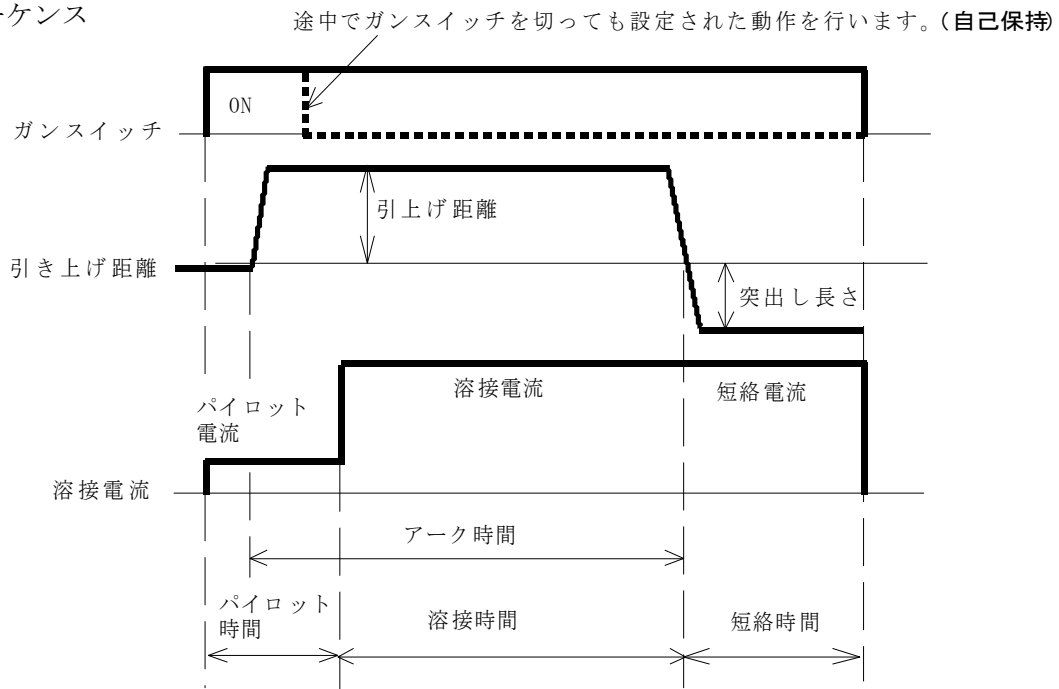 ケンス
途中でガンスイッチを切っても設定された動作を行います。(自己保持)
ON
ガンスイッチ
引上げ距離
引き上げ距離
突出し長さ
溶接電流
短絡電流
パイロット
電流
溶接電流
アーク時間
パイロット
時間
溶接時間
短絡時間